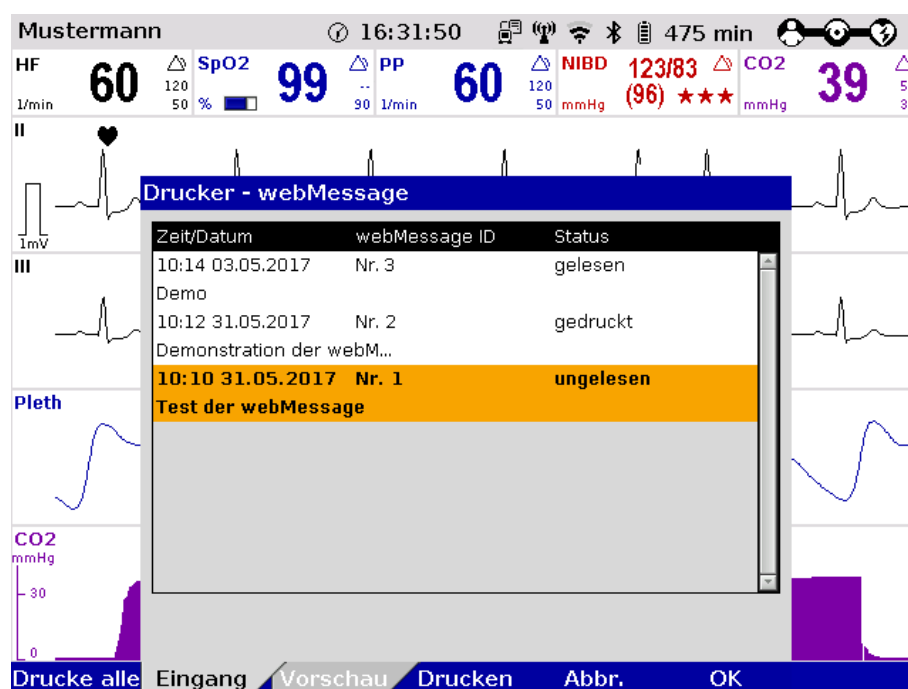 Mustermann 16:31:50 475 min
HF 60 120 50 1/min
SpO2 99 -- 90 %
PP 60 120 50 1/min
NIBD 123/83 (96) ★★★ mmHg
CO2 39 5 3 mmHg
II
1mV
Drucker - webMessage
Zeit/Datum webMessage ID Status
10:14 03.05.2017 Nr. 3 gelesen
Demo
10:12 31.05.2017 Nr. 2 gedruckt
Demonstration der webM...
10:10 31.05.2017 Nr. 1 ungelesen
Test der webMessage
III
Pleth
CO2
mmHg
30
0
Drucke alle Eingang Vorschau Drucken Abbr. OK